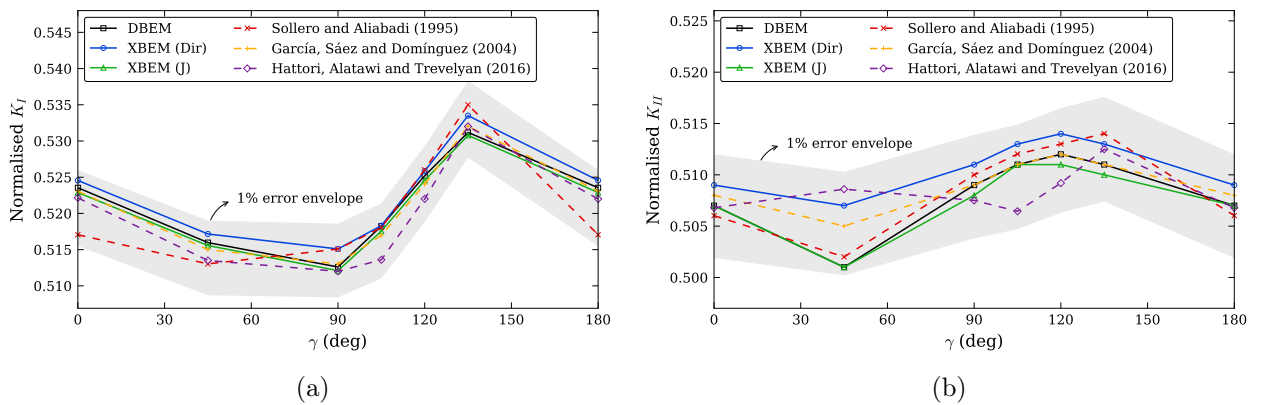 0.545
0.540
0.535
0.530
0.525
0.520
0.515
0.510
Normalised K_I
DBEM
XBEM (Dir)
XBEM (J)
Sollero and Aliabadi (1995)
García, Sáez and Domínguez (2004)
Hattori, Alatawi and Trevelyan (2016)
1% error envelope
0 30 60 90 120 150 180
γ (deg)
(a)
0.525
0.520
0.515
0.510
0.505
0.500
Normalised K_II
DBEM
XBEM (Dir)
XBEM (J)
Sollero and Aliabadi (1995)
García, Sáez and Domínguez (2004)
Hattori, Alatawi and Trevelyan (2016)
1% error envelope
0 30 60 90 120 150 180
γ (deg)
(b)